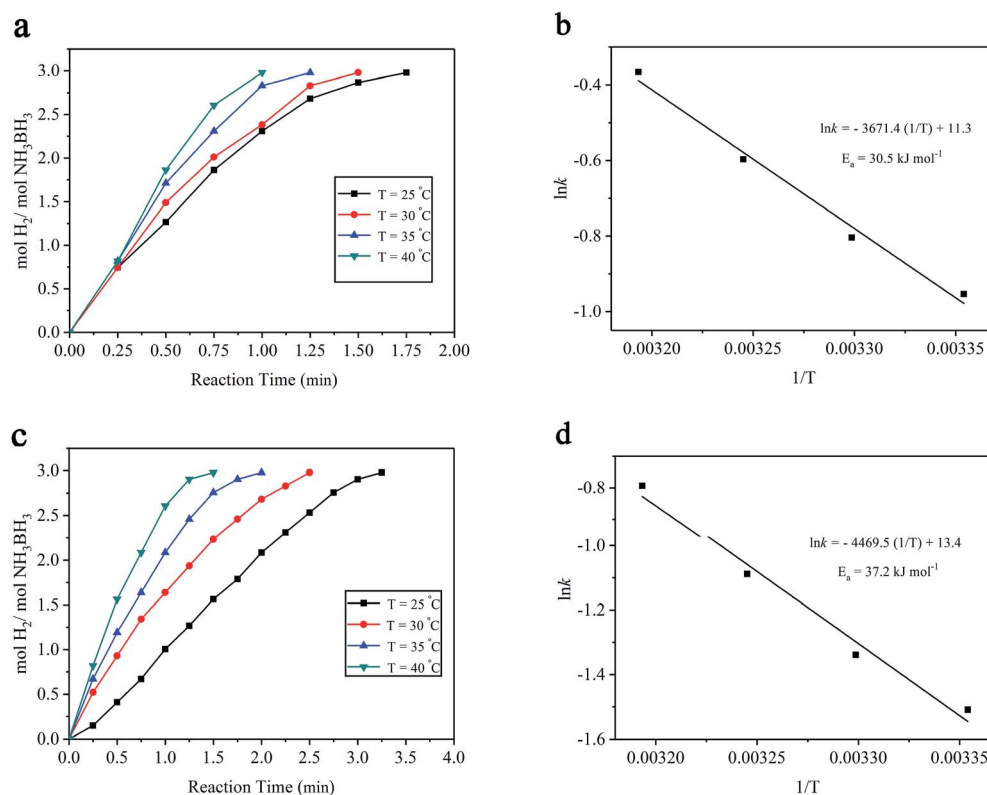 a
mol H₂/ mol NH₃BH₃
3.0
2.5
2.0
1.5
1.0
0.5
0.0
T = 25 °C
T = 30 °C
T = 35 °C
T = 40 °C
0.00 0.25 0.50 0.75 1.00 1.25 1.50 1.75 2.00
Reaction Time (min)
b
lnk
-0.4
-0.6
-0.8
-1.0
lnk = - 3671.4 (1/T) + 11.3
Eₐ = 30.5 kJ mol⁻¹
0.00320 0.00325 0.00330 0.00335
1/T
c
mol H₂/ mol NH₃BH₃
3.0
2.5
2.0
1.5
1.0
0.5
0.0
T = 25 °C
T = 30 °C
T = 35 °C
T = 40 °C
0.0 0.5 1.0 1.5 2.0 2.5 3.0 3.5 4.0
Reaction Time (min)
d
lnk
-0.8
-1.0
-1.2
-1.4
-1.6
lnk = - 4469.5 (1/T) + 13.4
Eₐ = 37.2 kJ mol⁻¹
0.00320 0.00325 0.00330 0.00335
1/T